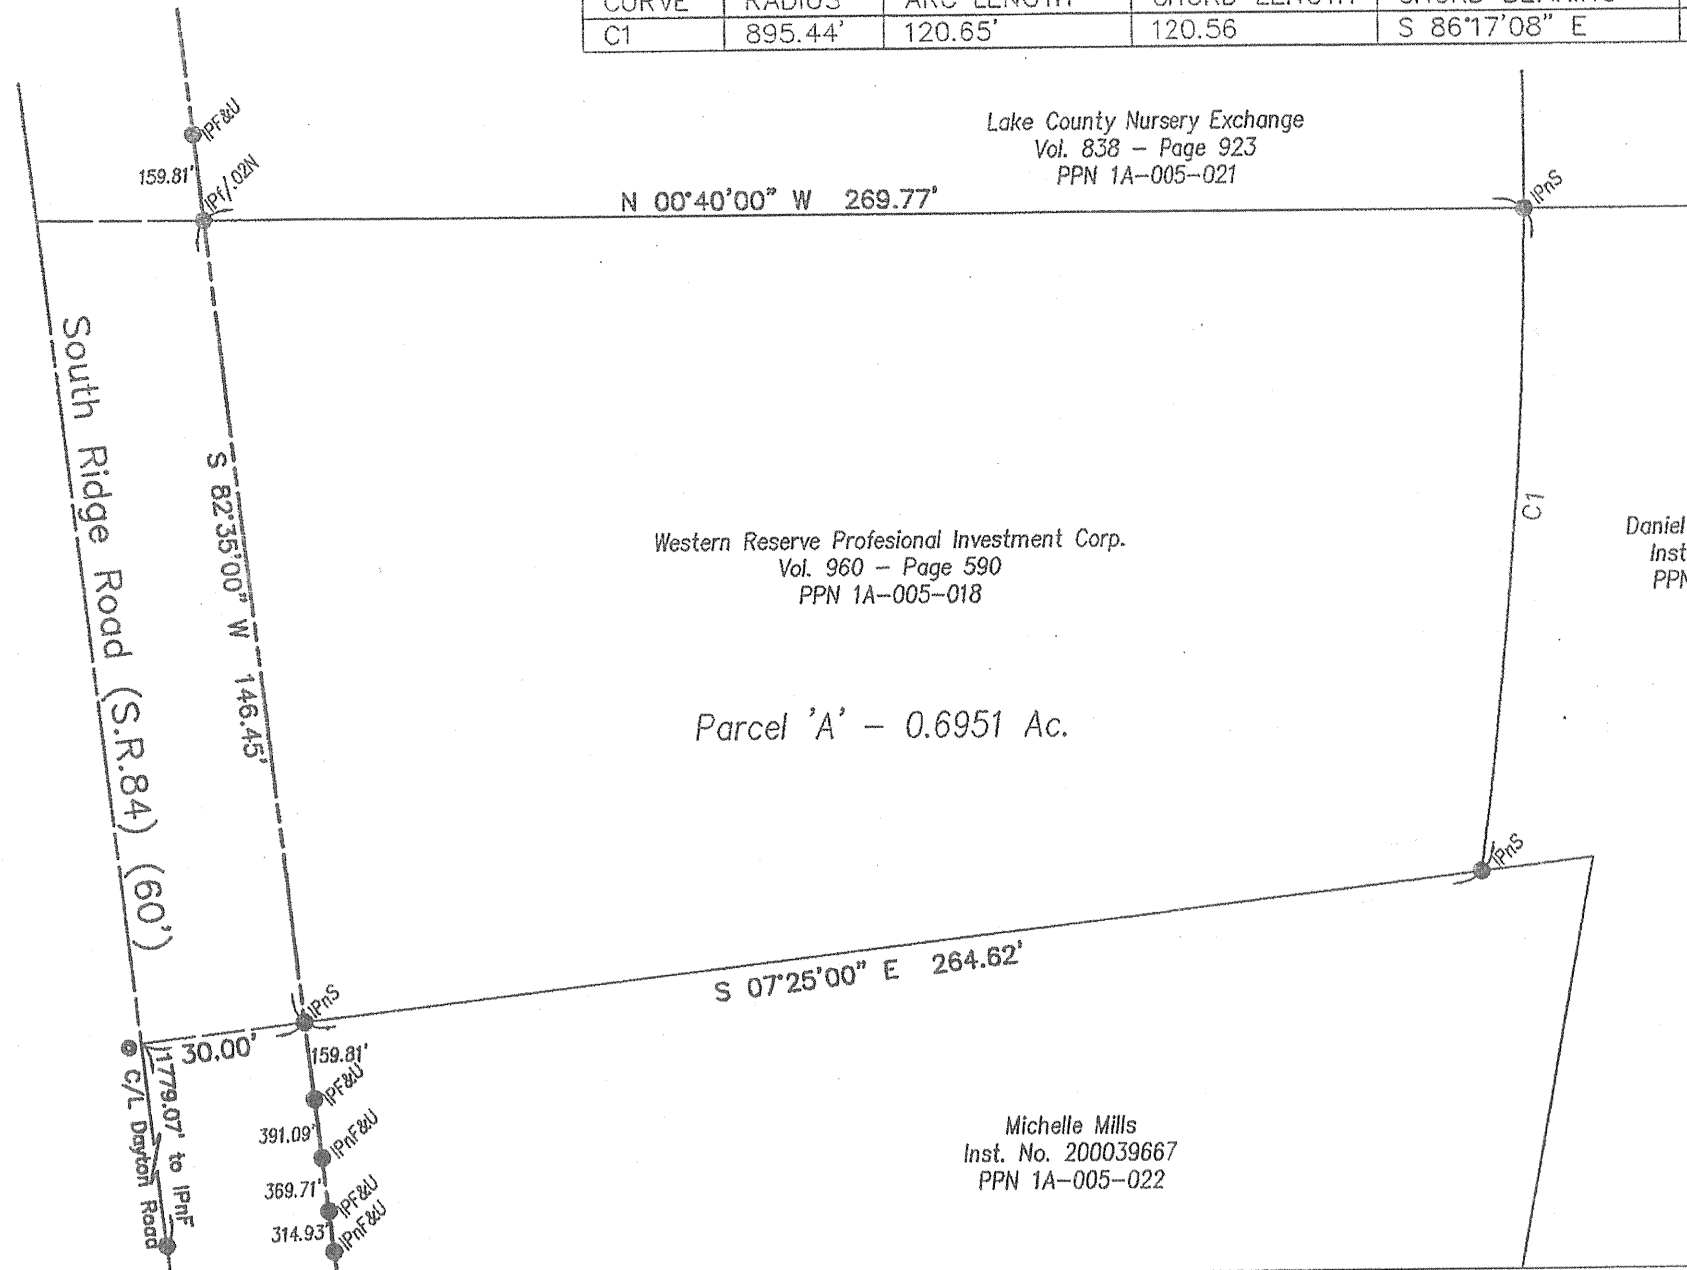 CURVE RADIUS ARC LENGTH CHORD LENGTH CHORD BEARING
C1 895.44' 120.65' 120.56 S 86°17'08" E
IPF&U
159.81'
IPf/.02N
Lake County Nursery Exchange
Vol. 838 – Page 923
PPN 1A–005–021
N 00°40'00" W 269.77'
IPnS
South Ridge Road (S.R.84) (60')
S 82°35'00" W 146.45'
C1
Western Reserve Profesional Investment Corp.
Vol. 960 – Page 590
PPN 1A–005–018
Daniel
Inst
PPN
Parcel 'A' – 0.6951 Ac.
IPnS
S 07°25'00" E 264.62'
IPnS
30.00'
159.81'
IPF&U
1779.07' to IPnF
C/L Dayton Road
391.09'
IPnF&U
369.71'
IPF&U
314.93'
IPnF&U
Michelle Mills
Inst. No. 200039667
PPN 1A–005–022